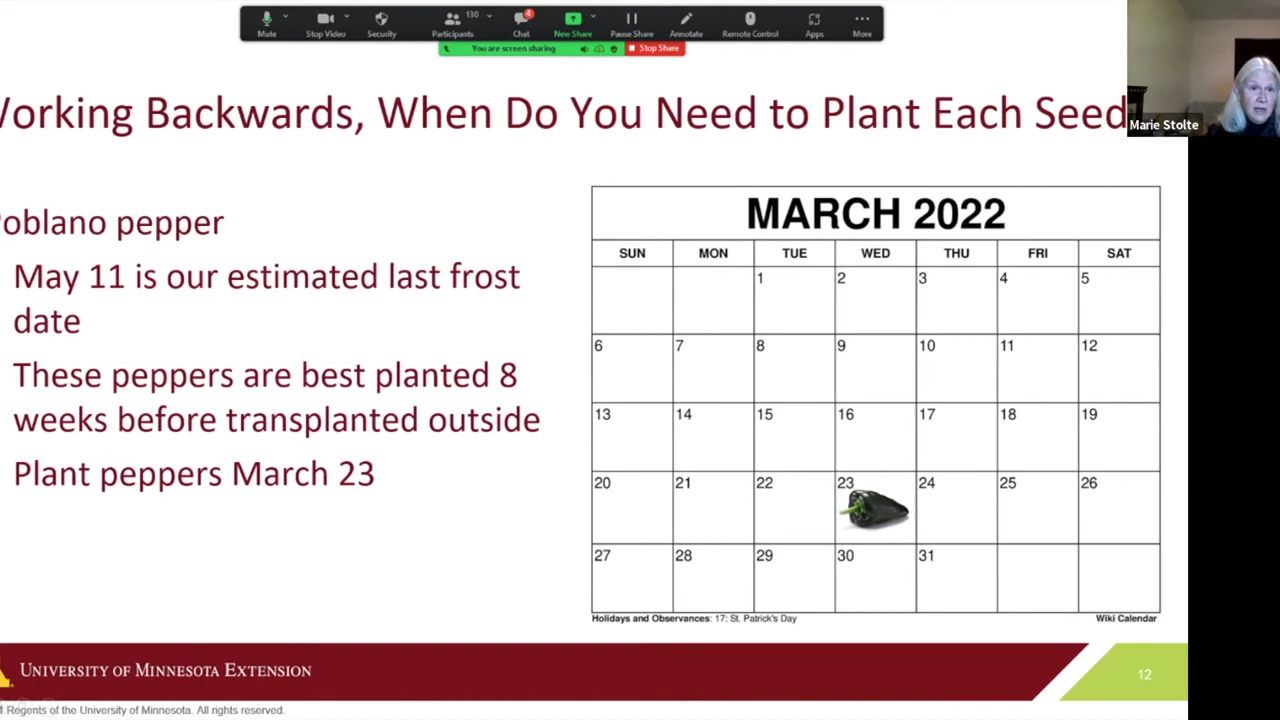 130
4
Mute
Stop Video
Security
Participants
Chat
New Share
Pause Share
Annotate
Remote Control
Apps
More
You are screen sharing
Stop Share
Marie Stolte
orking Backwards, When Do You Need to Plant Each Seed
oblano pepper
May 11 is our estimated last frost
date
These peppers are best planted 8
weeks before transplanted outside
Plant peppers March 23
MARCH 2022
SUN MON TUE WED THU FRI SAT
1 2 3 4 5
6 7 8 9 10 11 12
13 14 15 16 17 18 19
20 21 22 23 24 25 26
27 28 29 30 31
Holidays and Observances: 17: St. Patrick's Day
Wiki Calendar
UNIVERSITY OF MINNESOTA EXTENSION
12
Regents of the University of Minnesota. All rights reserved.